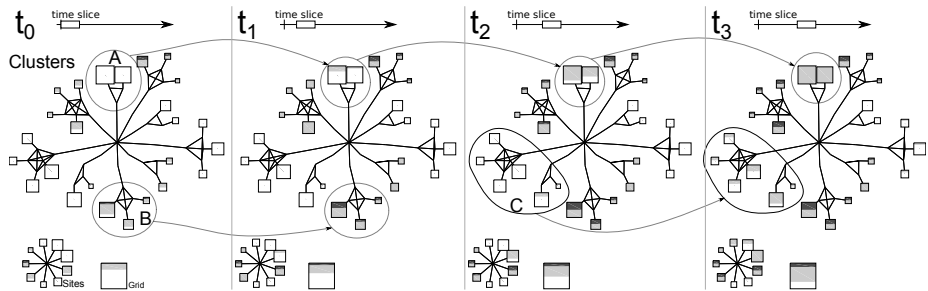 t0 time slice
t1 time slice
t2 time slice
t3 time slice
Clusters
A
B
C
Sites
Grid